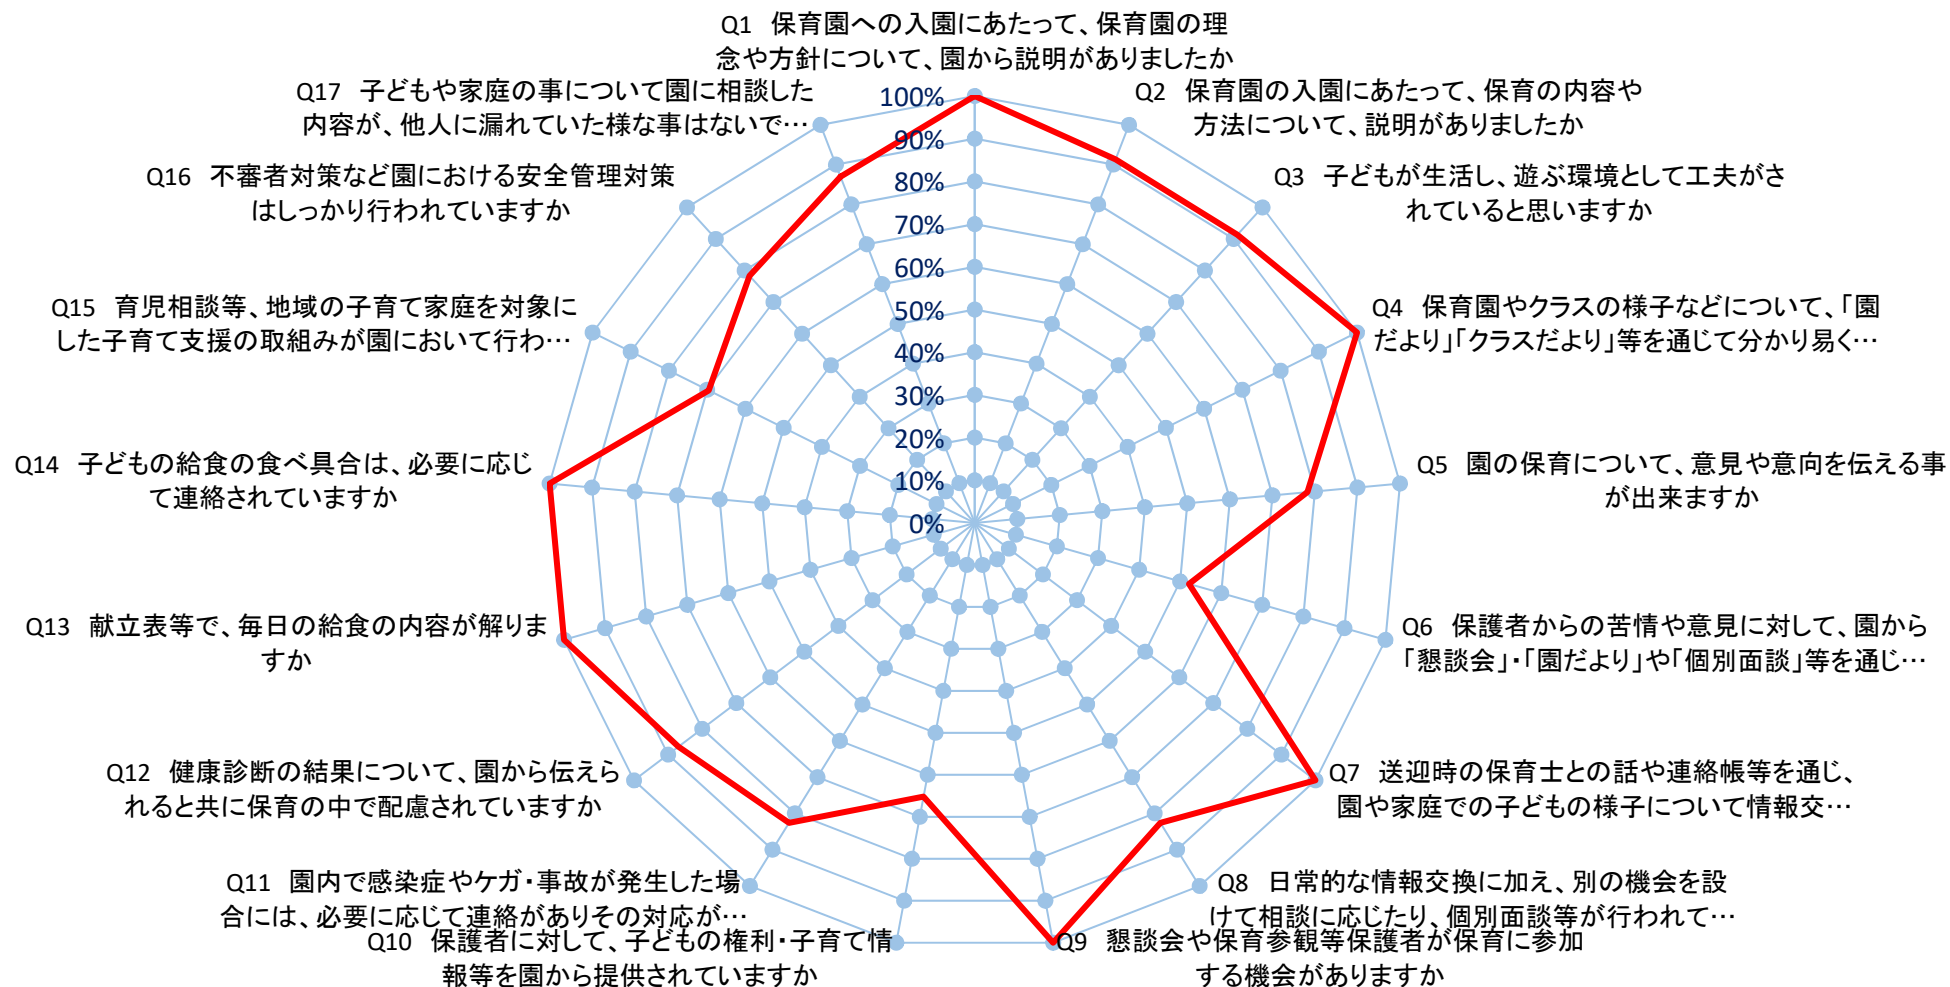 Q1 保育園への入園にあたって、保育園の理
念や方針について、園から説明がありましたか
Q2 保育園の入園にあたって、保育の内容や
方法について、説明がありましたか
Q3 子どもが生活し、遊ぶ環境として工夫がさ
れていると思いますか
Q4 保育園やクラスの様子などについて、「園
だより」「クラスだより」等を通じて分かり易く…
Q5 園の保育について、意見や意向を伝える事
が出来ますか
Q6 保護者からの苦情や意見に対して、園から
「懇談会」・「園だより」や「個別面談」等を通じ…
Q7 送迎時の保育士との話や連絡帳等を通じ、
園や家庭での子どもの様子について情報交…
Q8 日常的な情報交換に加え、別の機会を設
けて相談に応じたり、個別面談等が行われて…
Q9 懇談会や保育参観等保護者が保育に参加
する機会がありますか
Q10 保護者に対して、子どもの権利・子育て情
報等を園から提供されていますか
Q11 園内で感染症やケガ・事故が発生した場
合には、必要に応じて連絡がありその対応が…
Q12 健康診断の結果について、園から伝えら
れると共に保育の中で配慮されていますか
Q13 献立表等で、毎日の給食の内容が解りま
すか
Q14 子どもの給食の食べ具合は、必要に応じ
て連絡されていますか
Q15 育児相談等、地域の子育て家庭を対象に
した子育て支援の取組みが園において行わ…
Q16 不審者対策など園における安全管理対策
はしっかり行われていますか
Q17 子どもや家庭の事について園に相談した
内容が、他人に漏れていた様な事はないで…
100%
90%
80%
70%
60%
50%
40%
30%
20%
10%
0%